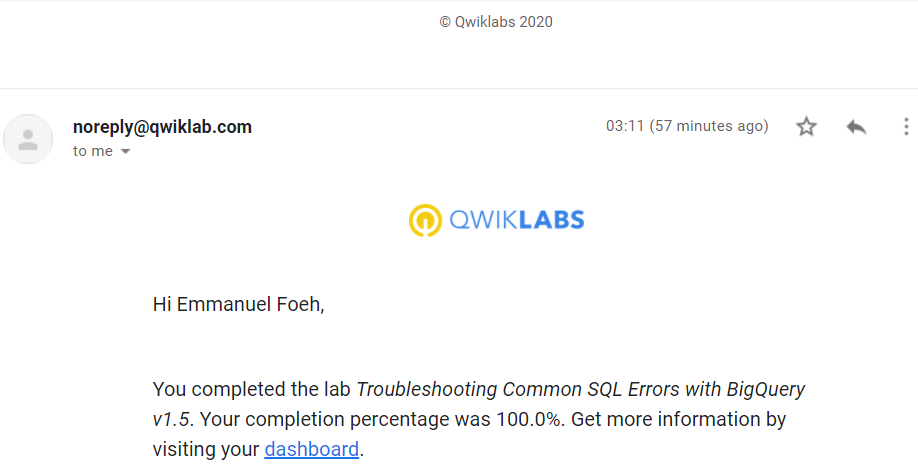 © Qwiklabs 2020
noreply@qwiklab.com
03:11 (57 minutes ago)
to me
QWIKLABS
Hi Emmanuel Foeh,
You completed the lab Troubleshooting Common SQL Errors with BigQuery
v1.5. Your completion percentage was 100.0%. Get more information by
visiting your dashboard.